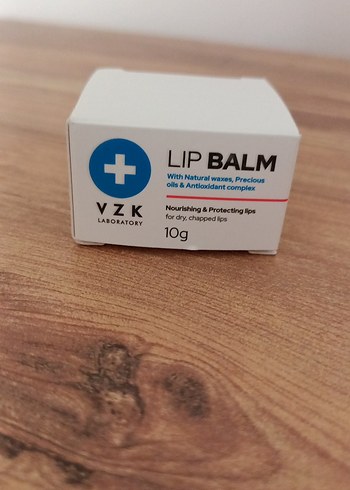 LIP BALM
With Natural waxes, Precious
oils & Antioxidant complex
Nourishing & Protecting lips
for dry, chapped lips
10g
VZK
LABORATORY